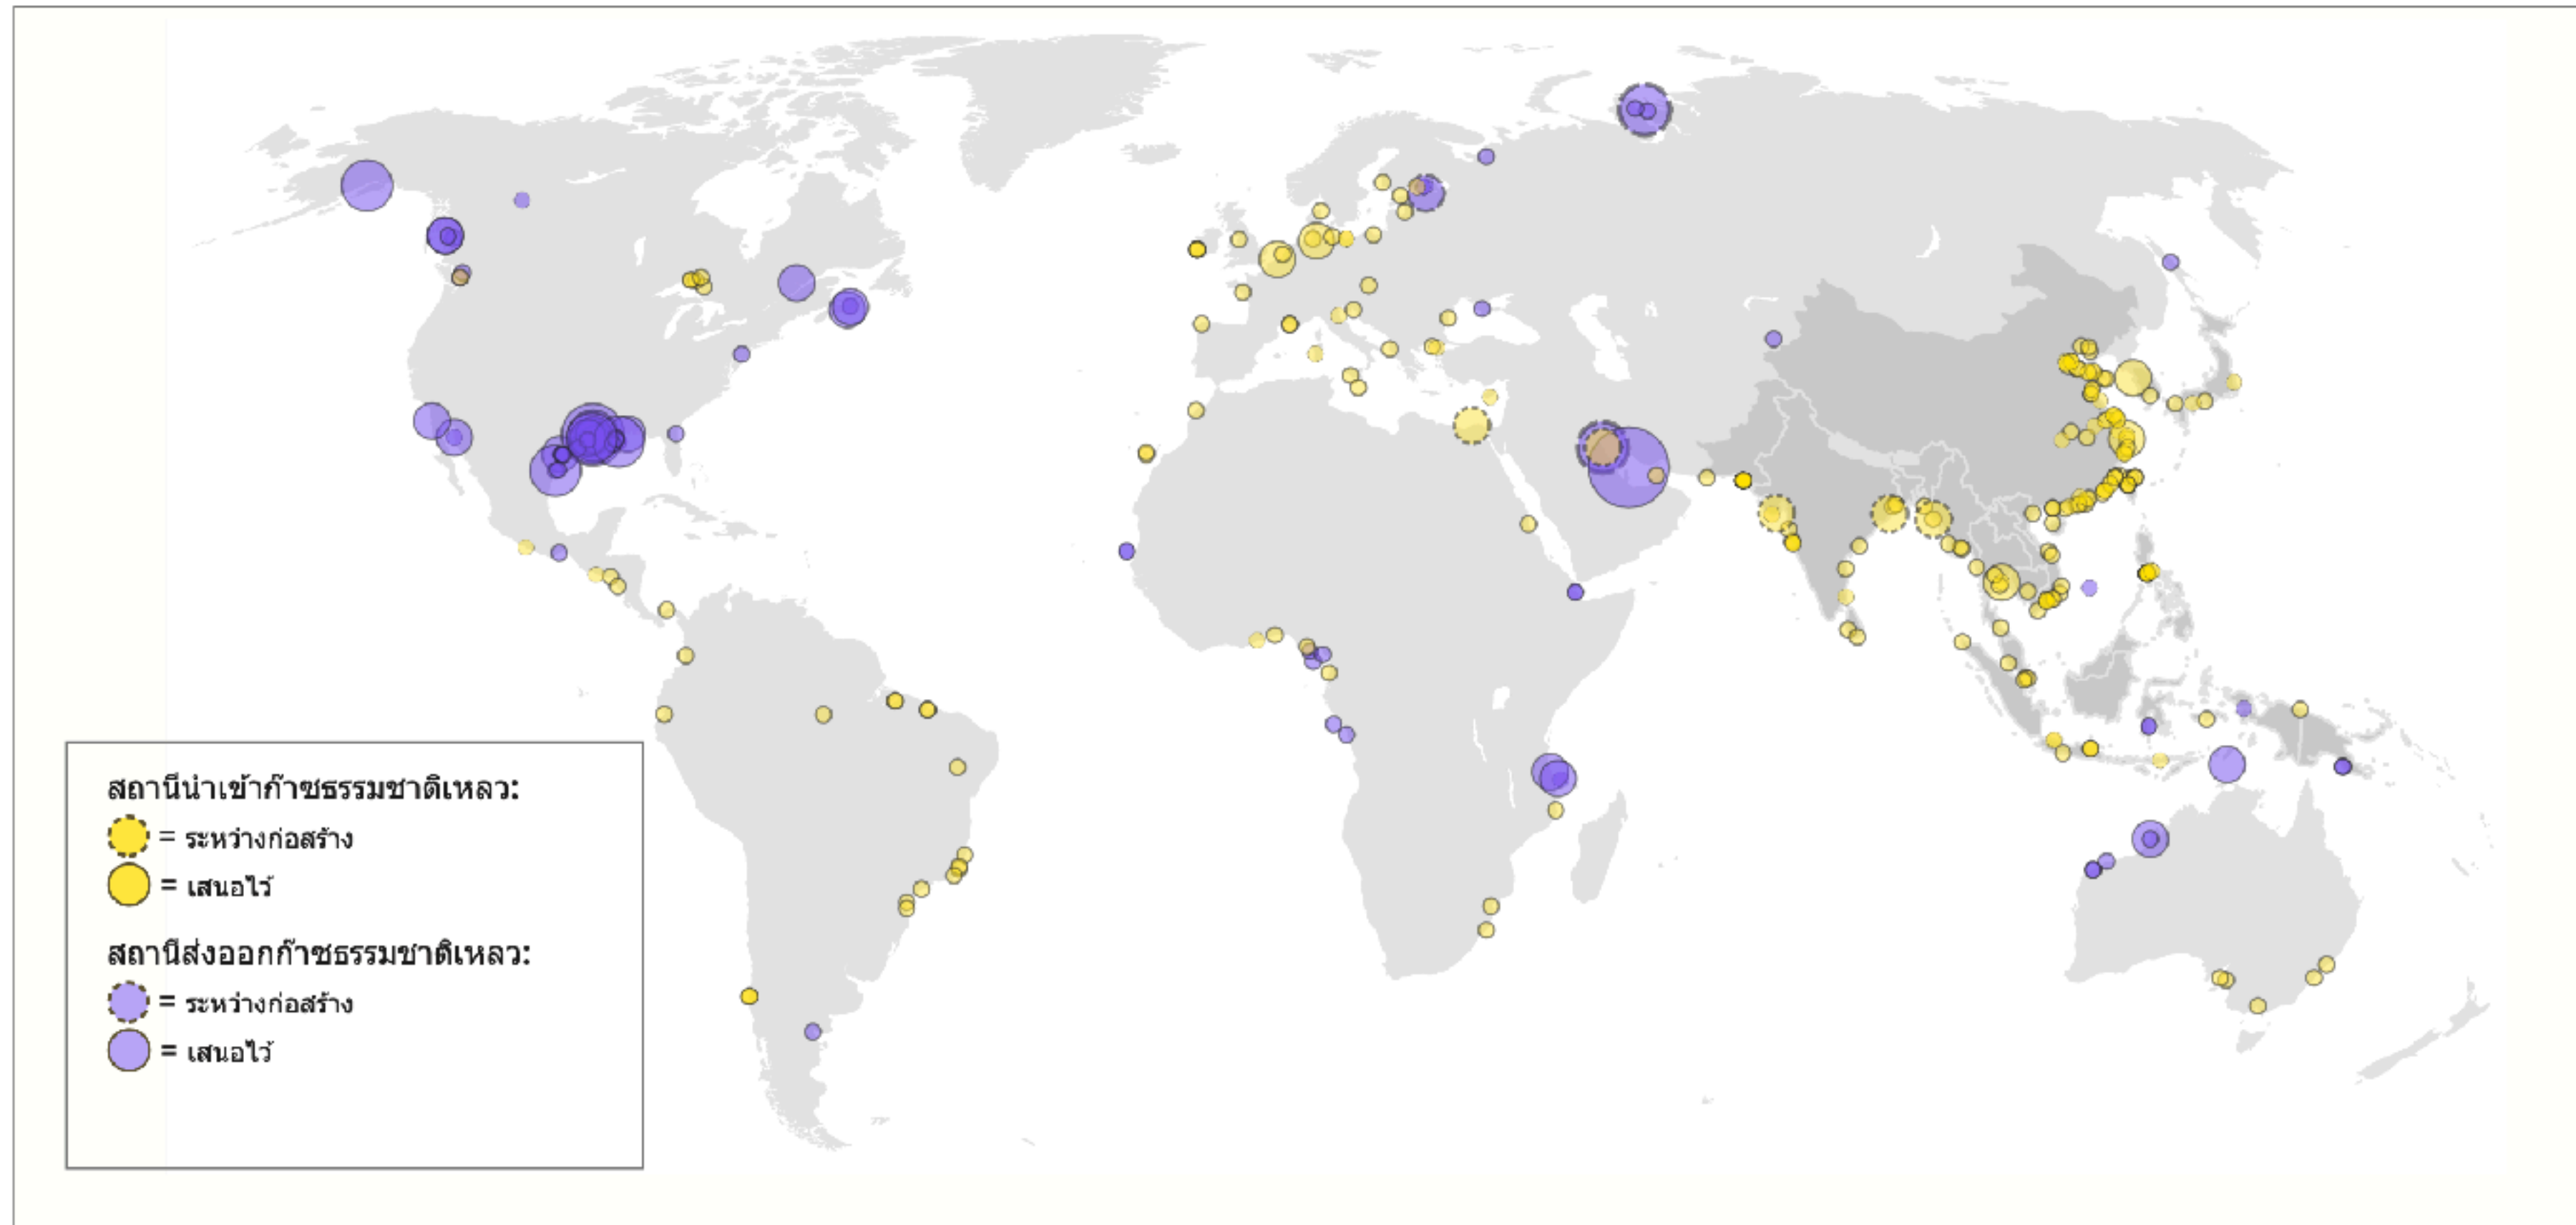 สถานีนำเข้าก๊าซธรรมชาติเหลว:
= ระหว่างก่อสร้าง
= เสนอไว้
สถานีส่งออกก๊าซธรรมชาติเหลว:
= ระหว่างก่อสร้าง
= เสนอไว้